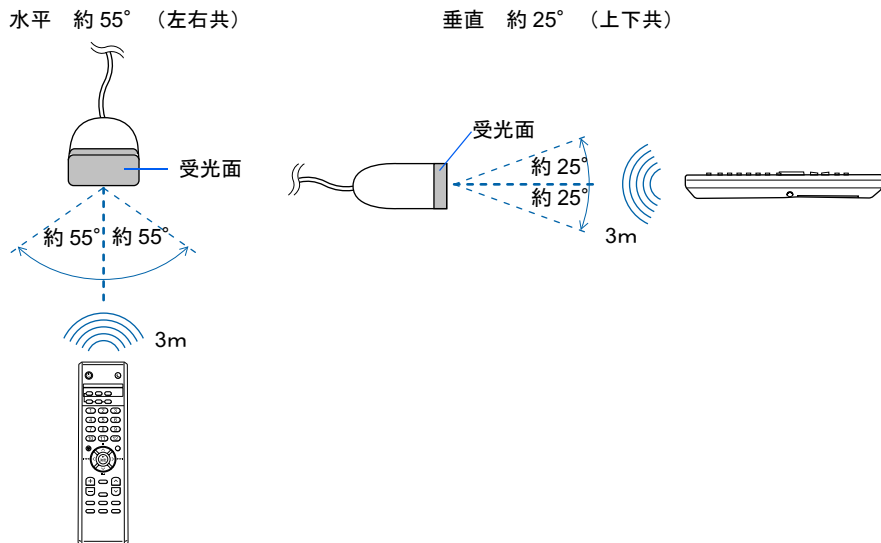 水平　約 55°　（左右共）
受光面
約 55°　約 55°
3m
垂直　約 25°　（上下共）
受光面
約 25°
約 25°
3m